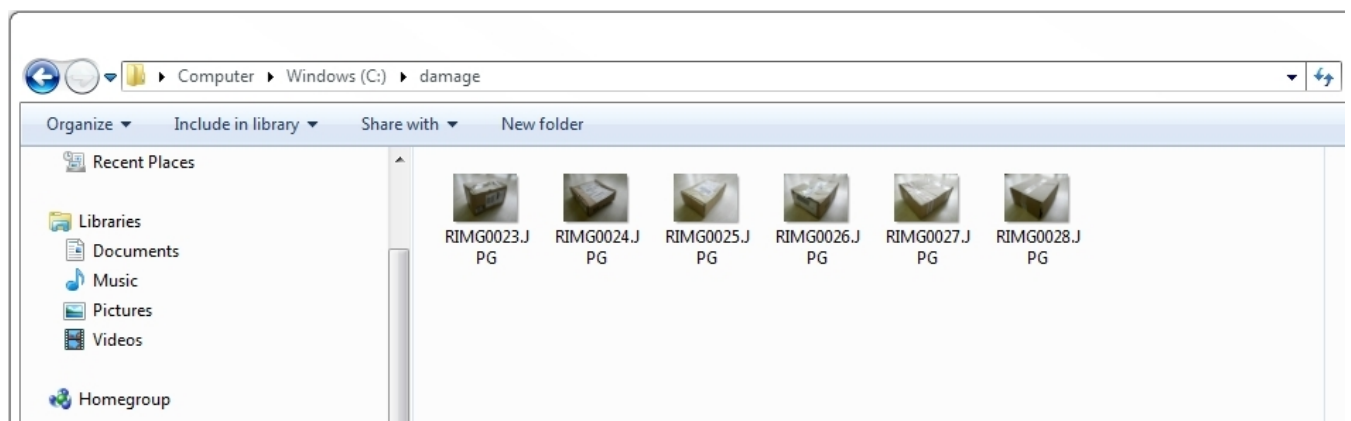 Computer Windows (C:) damage
Organize Include in library Share with New folder
Recent Places
Libraries
Documents
Music
Pictures
Videos
Homegroup
RIMG0023.J RIMG0024.J RIMG0025.J RIMG0026.J RIMG0027.J RIMG0028.J
PG PG PG PG PG PG